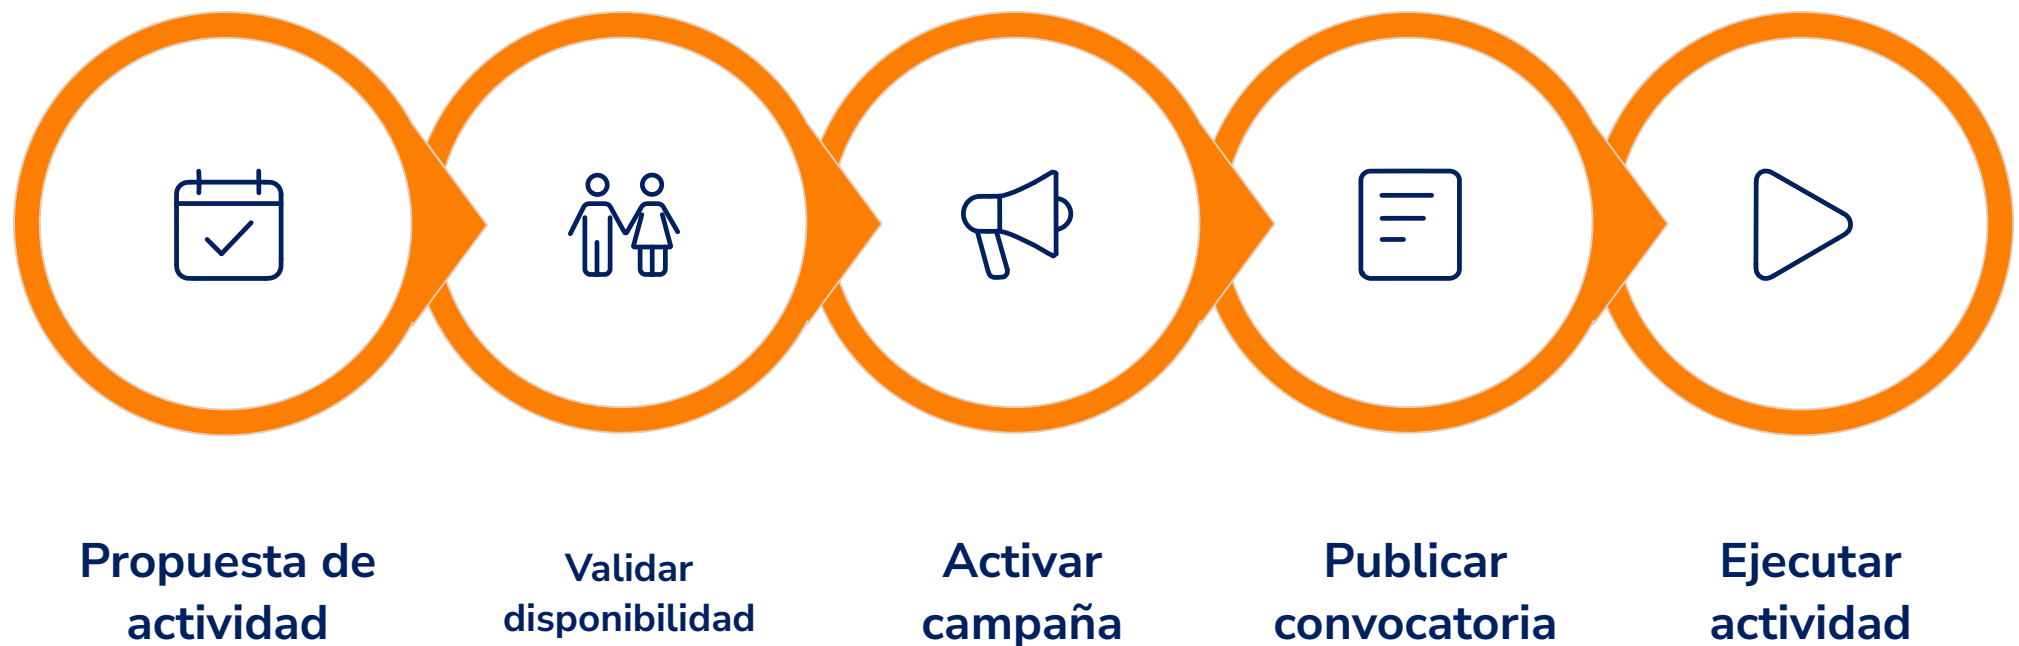 Propuesta de
actividad
Validar
disponibilidad
Activar
campaña
Publicar
convocatoria
Ejecutar
actividad